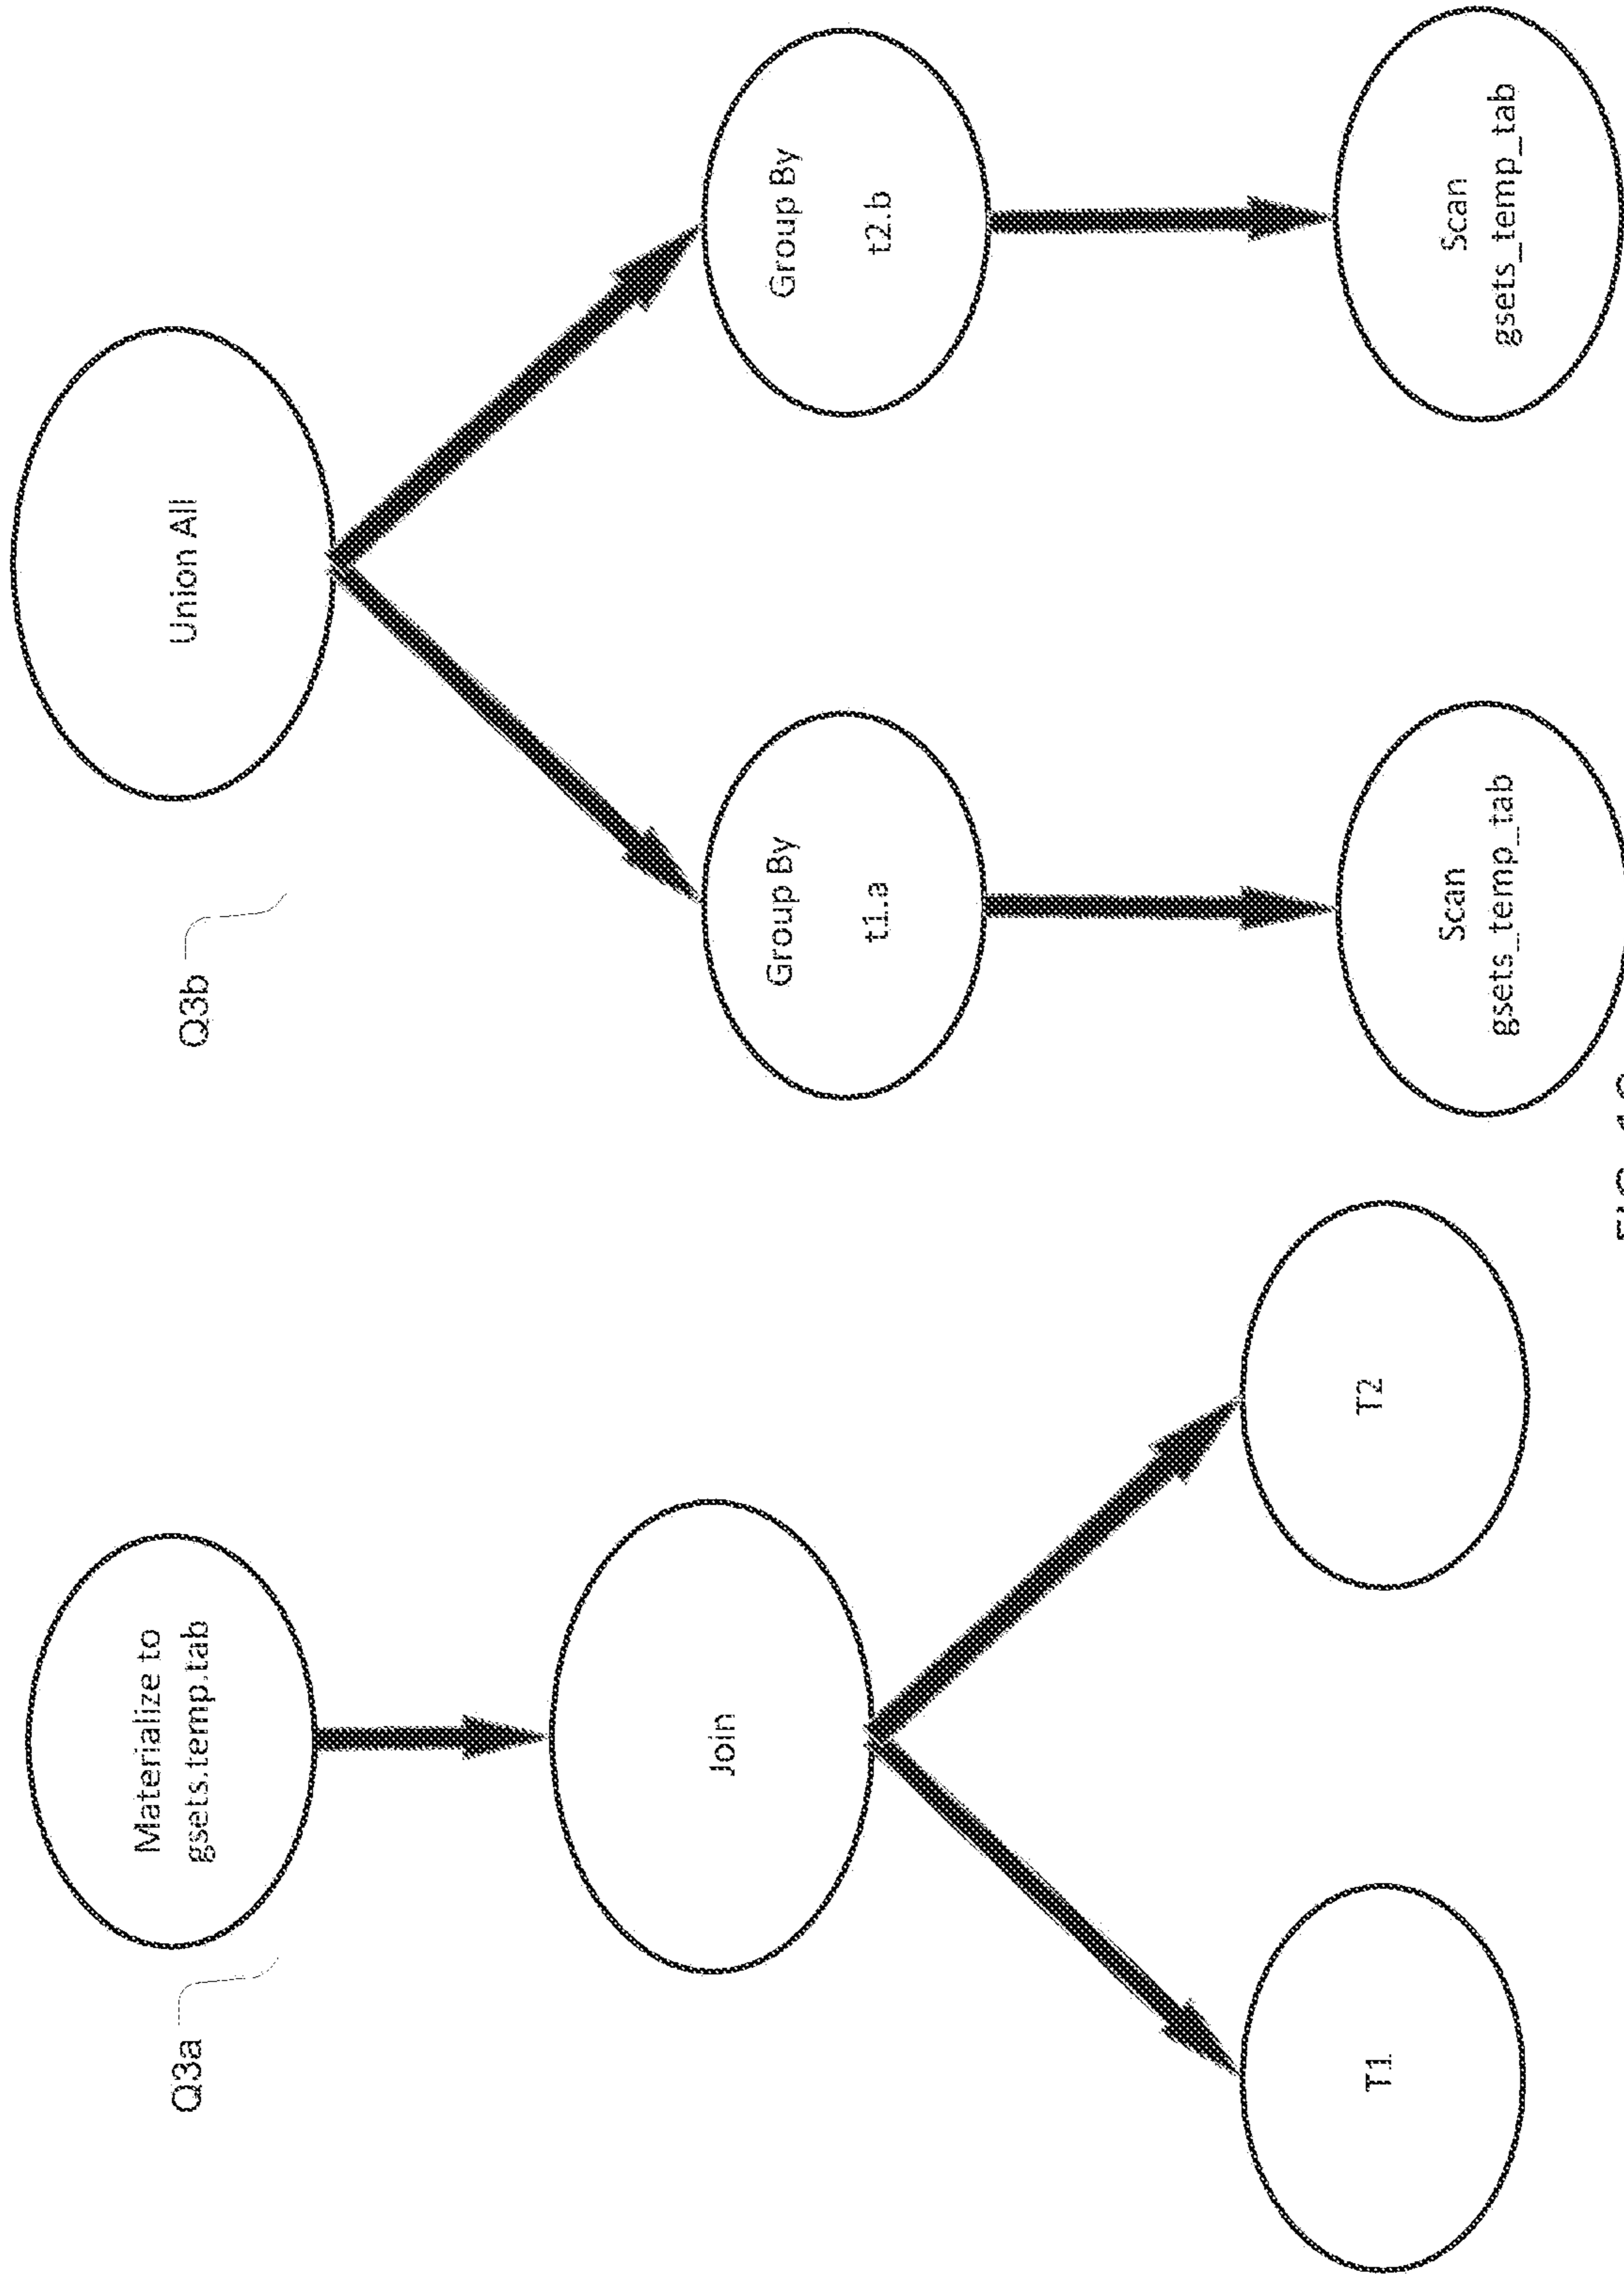 Q3a
Materialize to
gsets.temp.tab
Join
T1
T2
Q3b
Union All
Group By
t1.a
Group By
t2.b
Scan
gsets_temp_tab
Scan
gsets_temp_tab